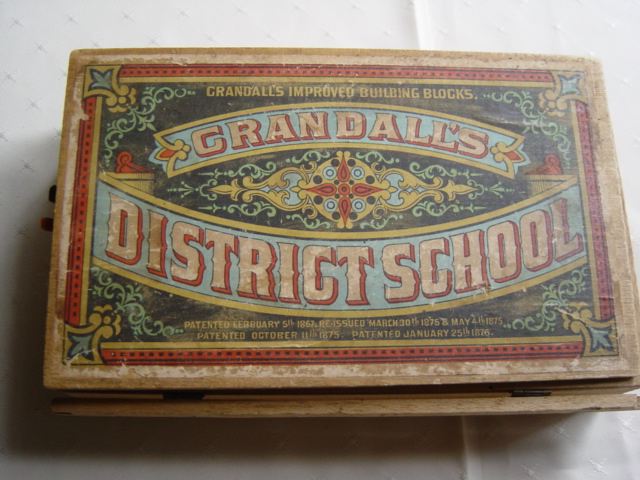 CRANDALL'S IMPROVED BUILDING BLOCKS.
CRANDALL'S
DISTRICT SCHOOL
PATENTED FEBRUARY 5th 1867. RE-ISSUED MARCH 30th 1875 & MAY 4th 1875.
PATENTED OCTOBER 11th 1875. PATENTED JANUARY 25th 1876.